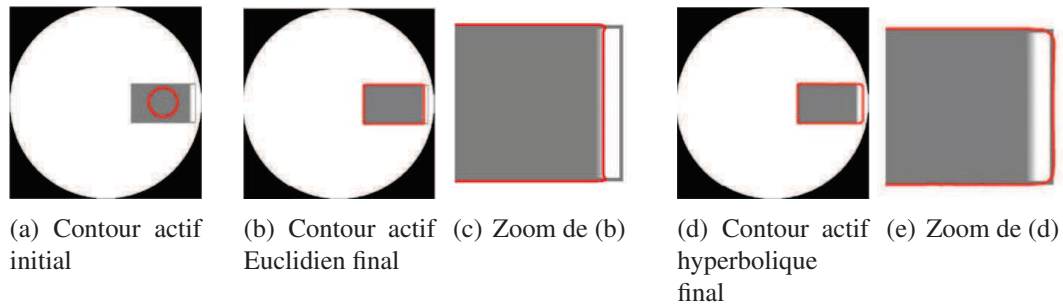 (a) Contour actif initial
(b) Contour actif Euclidien final
(c) Zoom de (b)
(d) Contour actif hyperbolique final
(e) Zoom de (d)